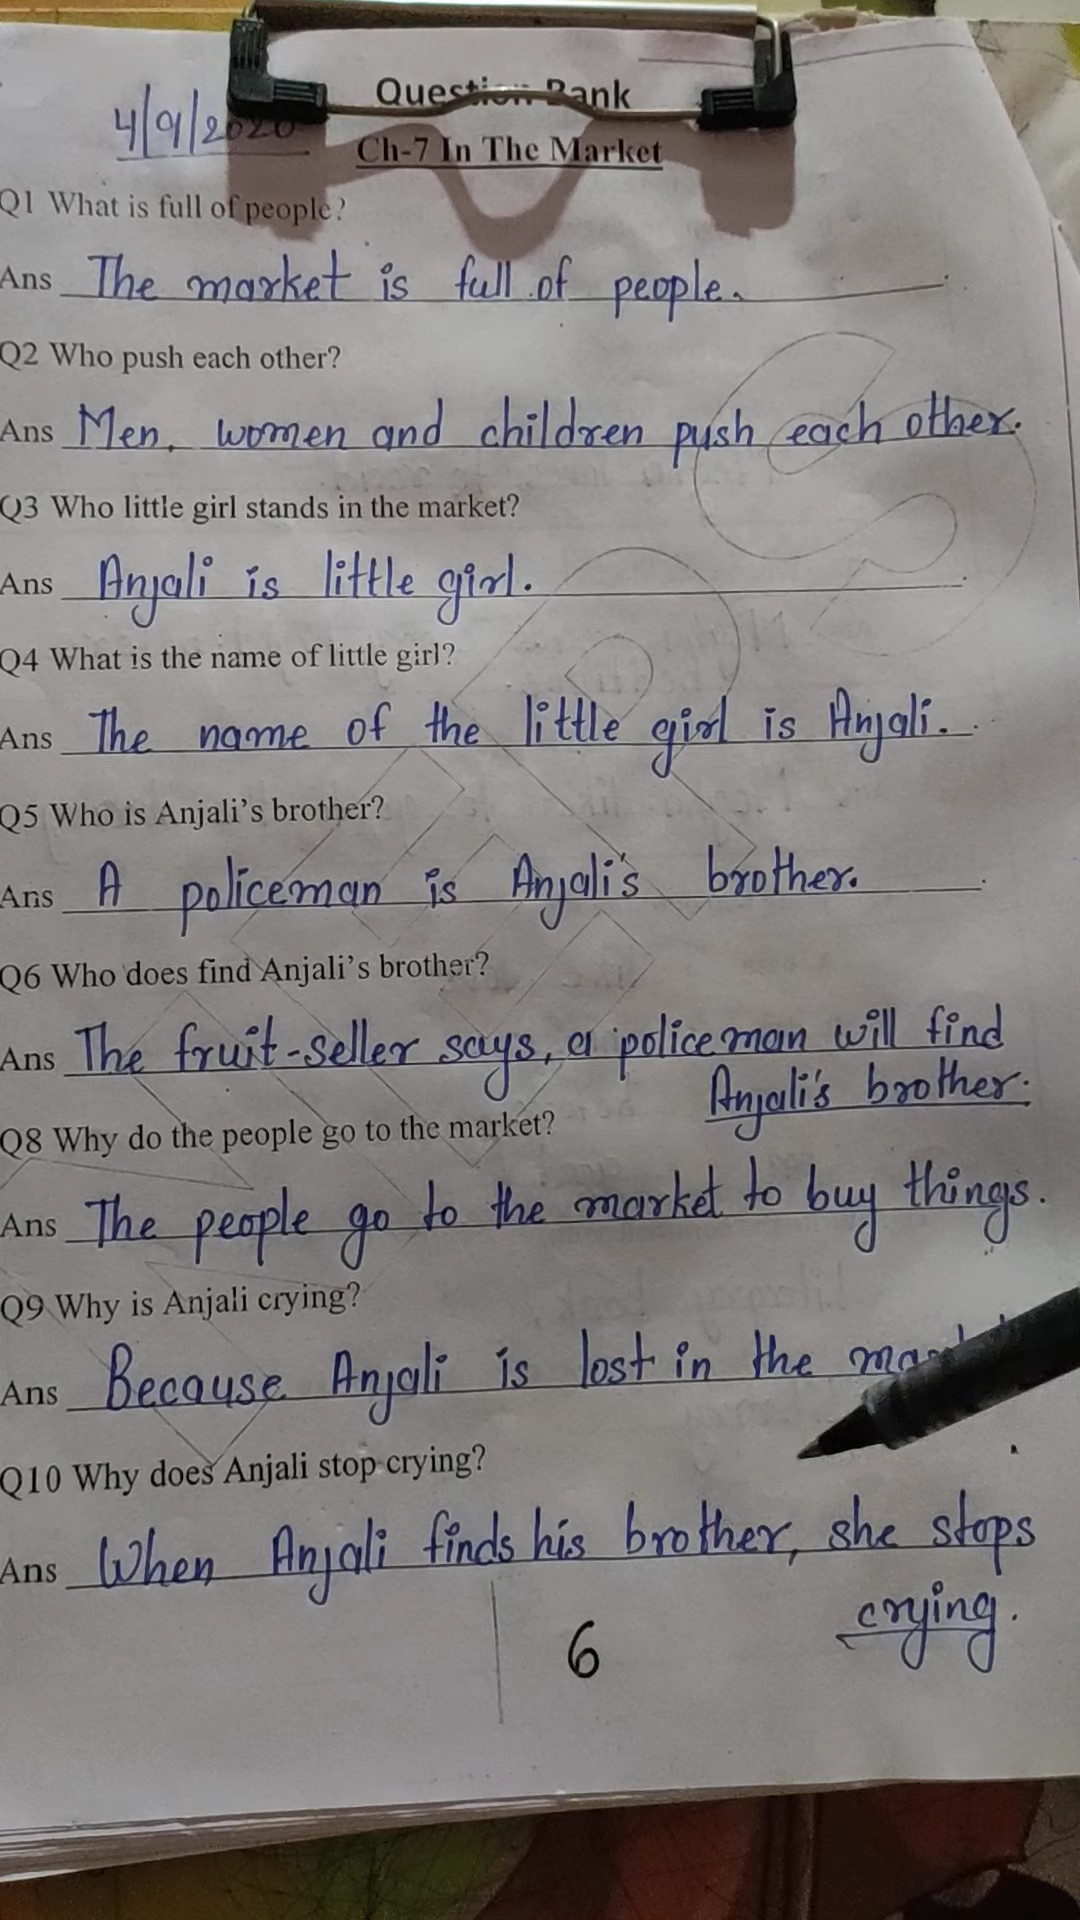 Question Bank
4/9/2020
Ch-7 In The Market
Q1 What is full of people?
Ans The market is full of people.
Q2 Who push each other?
Ans Men, women and children push each other.
Q3 Who little girl stands in the market?
Ans Anjali is little girl.
Q4 What is the name of little girl?
Ans The name of the little girl is Anjali.
Q5 Who is Anjali's brother?
Ans A policeman is Anjali's brother.
Q6 Who does find Anjali's brother?
Ans The fruit-seller says, a policeman will find
Anjali's brother.
Q8 Why do the people go to the market?
Ans The people go to the market to buy things.
Q9 Why is Anjali crying?
Ans Because Anjali is lost in the
Q10 Why does Anjali stop crying?
Ans When Anjali finds his brother, she stops
crying.
6